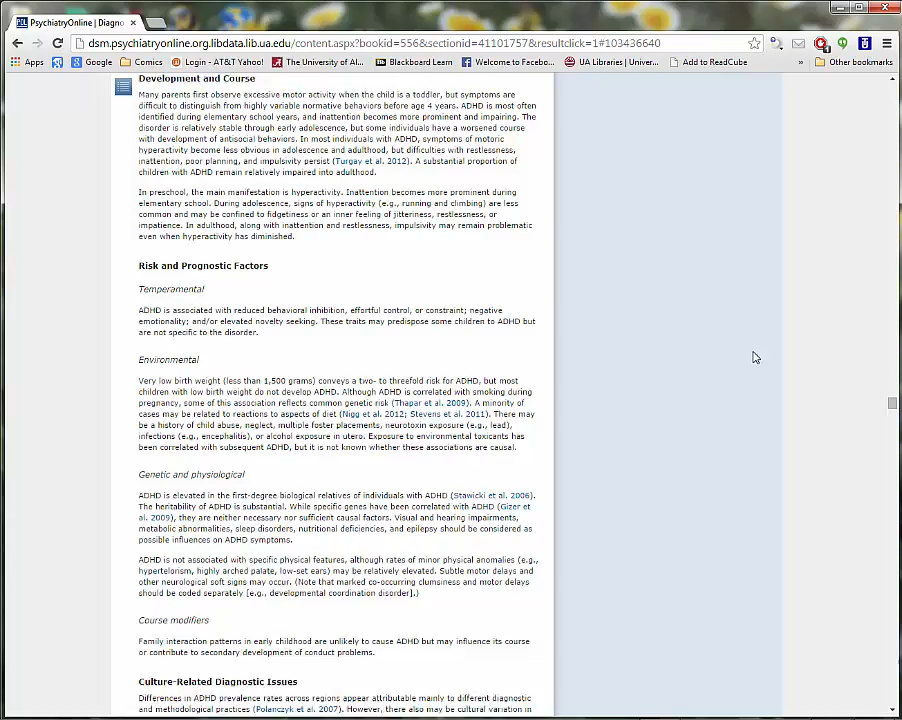 PsychiatryOnline | Diagno
dsm.psychiatryonline.org.libdata.lib.ua.edu/content.aspx?bookid=556&sectionid=41101757&resultclick=1#103436640
Apps Google Comics Login - AT&T Yahoo! The University of Al... Blackboard Learn Welcome to Facebo... UA Libraries | Univer... Add to ReadCube » Other bookmarks
Development and Course
Many parents first observe excessive motor activity when the child is a toddler, but symptoms are
difficult to distinguish from highly variable normative behaviors before age 4 years. ADHD is most often
identified during elementary school years, and inattention becomes more prominent and impairing. The
disorder is relatively stable through early adolescence, but some individuals have a worsened course
with development of antisocial behaviors. In most individuals with ADHD, symptoms of motoric
hyperactivity become less obvious in adolescence and adulthood, but difficulties with restlessness,
inattention, poor planning, and impulsivity persist (Turgay et al. 2012). A substantial proportion of
children with ADHD remain relatively impaired into adulthood.
In preschool, the main manifestation is hyperactivity. Inattention becomes more prominent during
elementary school. During adolescence, signs of hyperactivity (e.g., running and climbing) are less
common and may be confined to fidgetiness or an inner feeling of jitteriness, restlessness, or
impatience. In adulthood, along with inattention and restlessness, impulsivity may remain problematic
even when hyperactivity has diminished.
Risk and Prognostic Factors
Temperamental
ADHD is associated with reduced behavioral inhibition, effortful control, or constraint; negative
emotionality; and/or elevated novelty seeking. These traits may predispose some children to ADHD but
are not specific to the disorder.
Environmental
Very low birth weight (less than 1,500 grams) conveys a two- to threefold risk for ADHD, but most
children with low birth weight do not develop ADHD. Although ADHD is correlated with smoking during
pregnancy, some of this association reflects common genetic risk (Thapar et al. 2009). A minority of
cases may be related to reactions to aspects of diet (Nigg et al. 2012; Stevens et al. 2011). There may
be a history of child abuse, neglect, multiple foster placements, neurotoxin exposure (e.g., lead),
infections (e.g., encephalitis), or alcohol exposure in utero. Exposure to environmental toxicants has
been correlated with subsequent ADHD, but it is not known whether these associations are causal.
Genetic and physiological
ADHD is elevated in the first-degree biological relatives of individuals with ADHD (Stawicki et al. 2006).
The heritability of ADHD is substantial. While specific genes have been correlated with ADHD (Gizer et
al. 2009), they are neither necessary nor sufficient causal factors. Visual and hearing impairments,
metabolic abnormalities, sleep disorders, nutritional deficiencies, and epilepsy should be considered as
possible influences on ADHD symptoms.
ADHD is not associated with specific physical features, although rates of minor physical anomalies (e.g.,
hypertelorism, highly arched palate, low-set ears) may be relatively elevated. Subtle motor delays and
other neurological soft signs may occur. (Note that marked co-occurring clumsiness and motor delays
should be coded separately [e.g., developmental coordination disorder].)
Course modifiers
Family interaction patterns in early childhood are unlikely to cause ADHD but may influence its course
or contribute to secondary development of conduct problems.
Culture-Related Diagnostic Issues
Differences in ADHD prevalence rates across regions appear attributable mainly to different diagnostic
and methodological practices (Polanczyk et al. 2007). However, there also may be cultural variation in